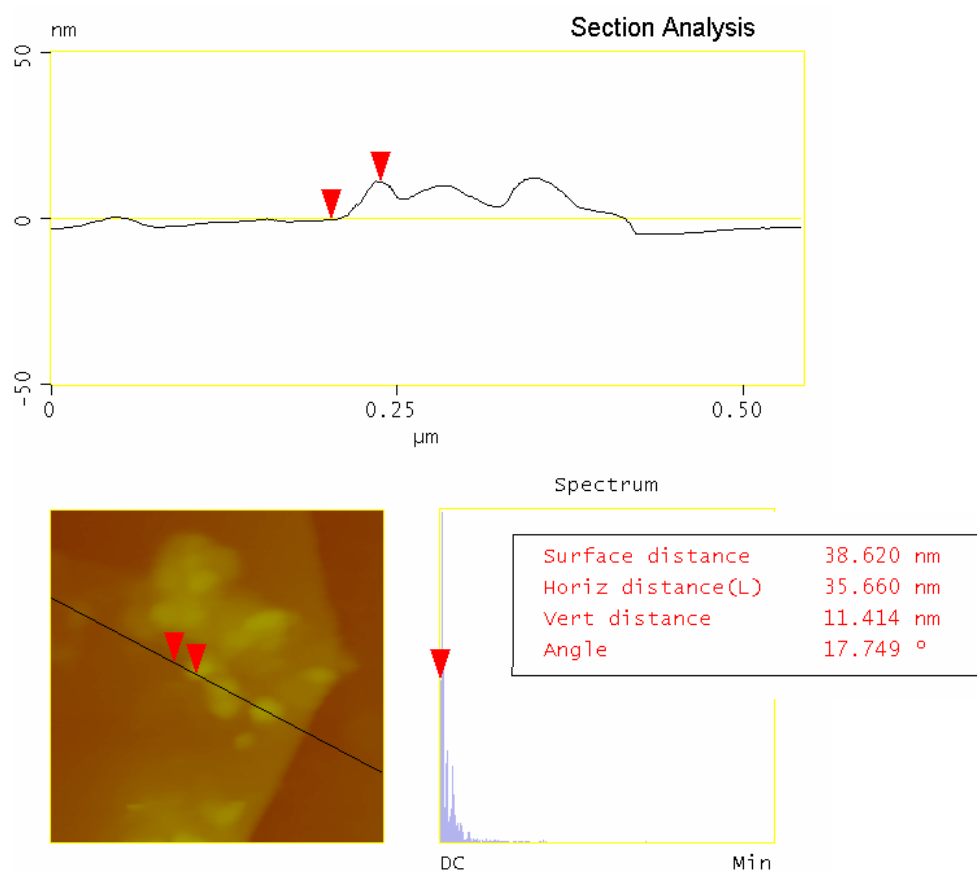 nm
Section Analysis
50
0
-50
0 0.25 0.50
µm
Spectrum
Surface distance 38.620 nm
Horiz distance(L) 35.660 nm
Vert distance 11.414 nm
Angle 17.749 º
DC Min